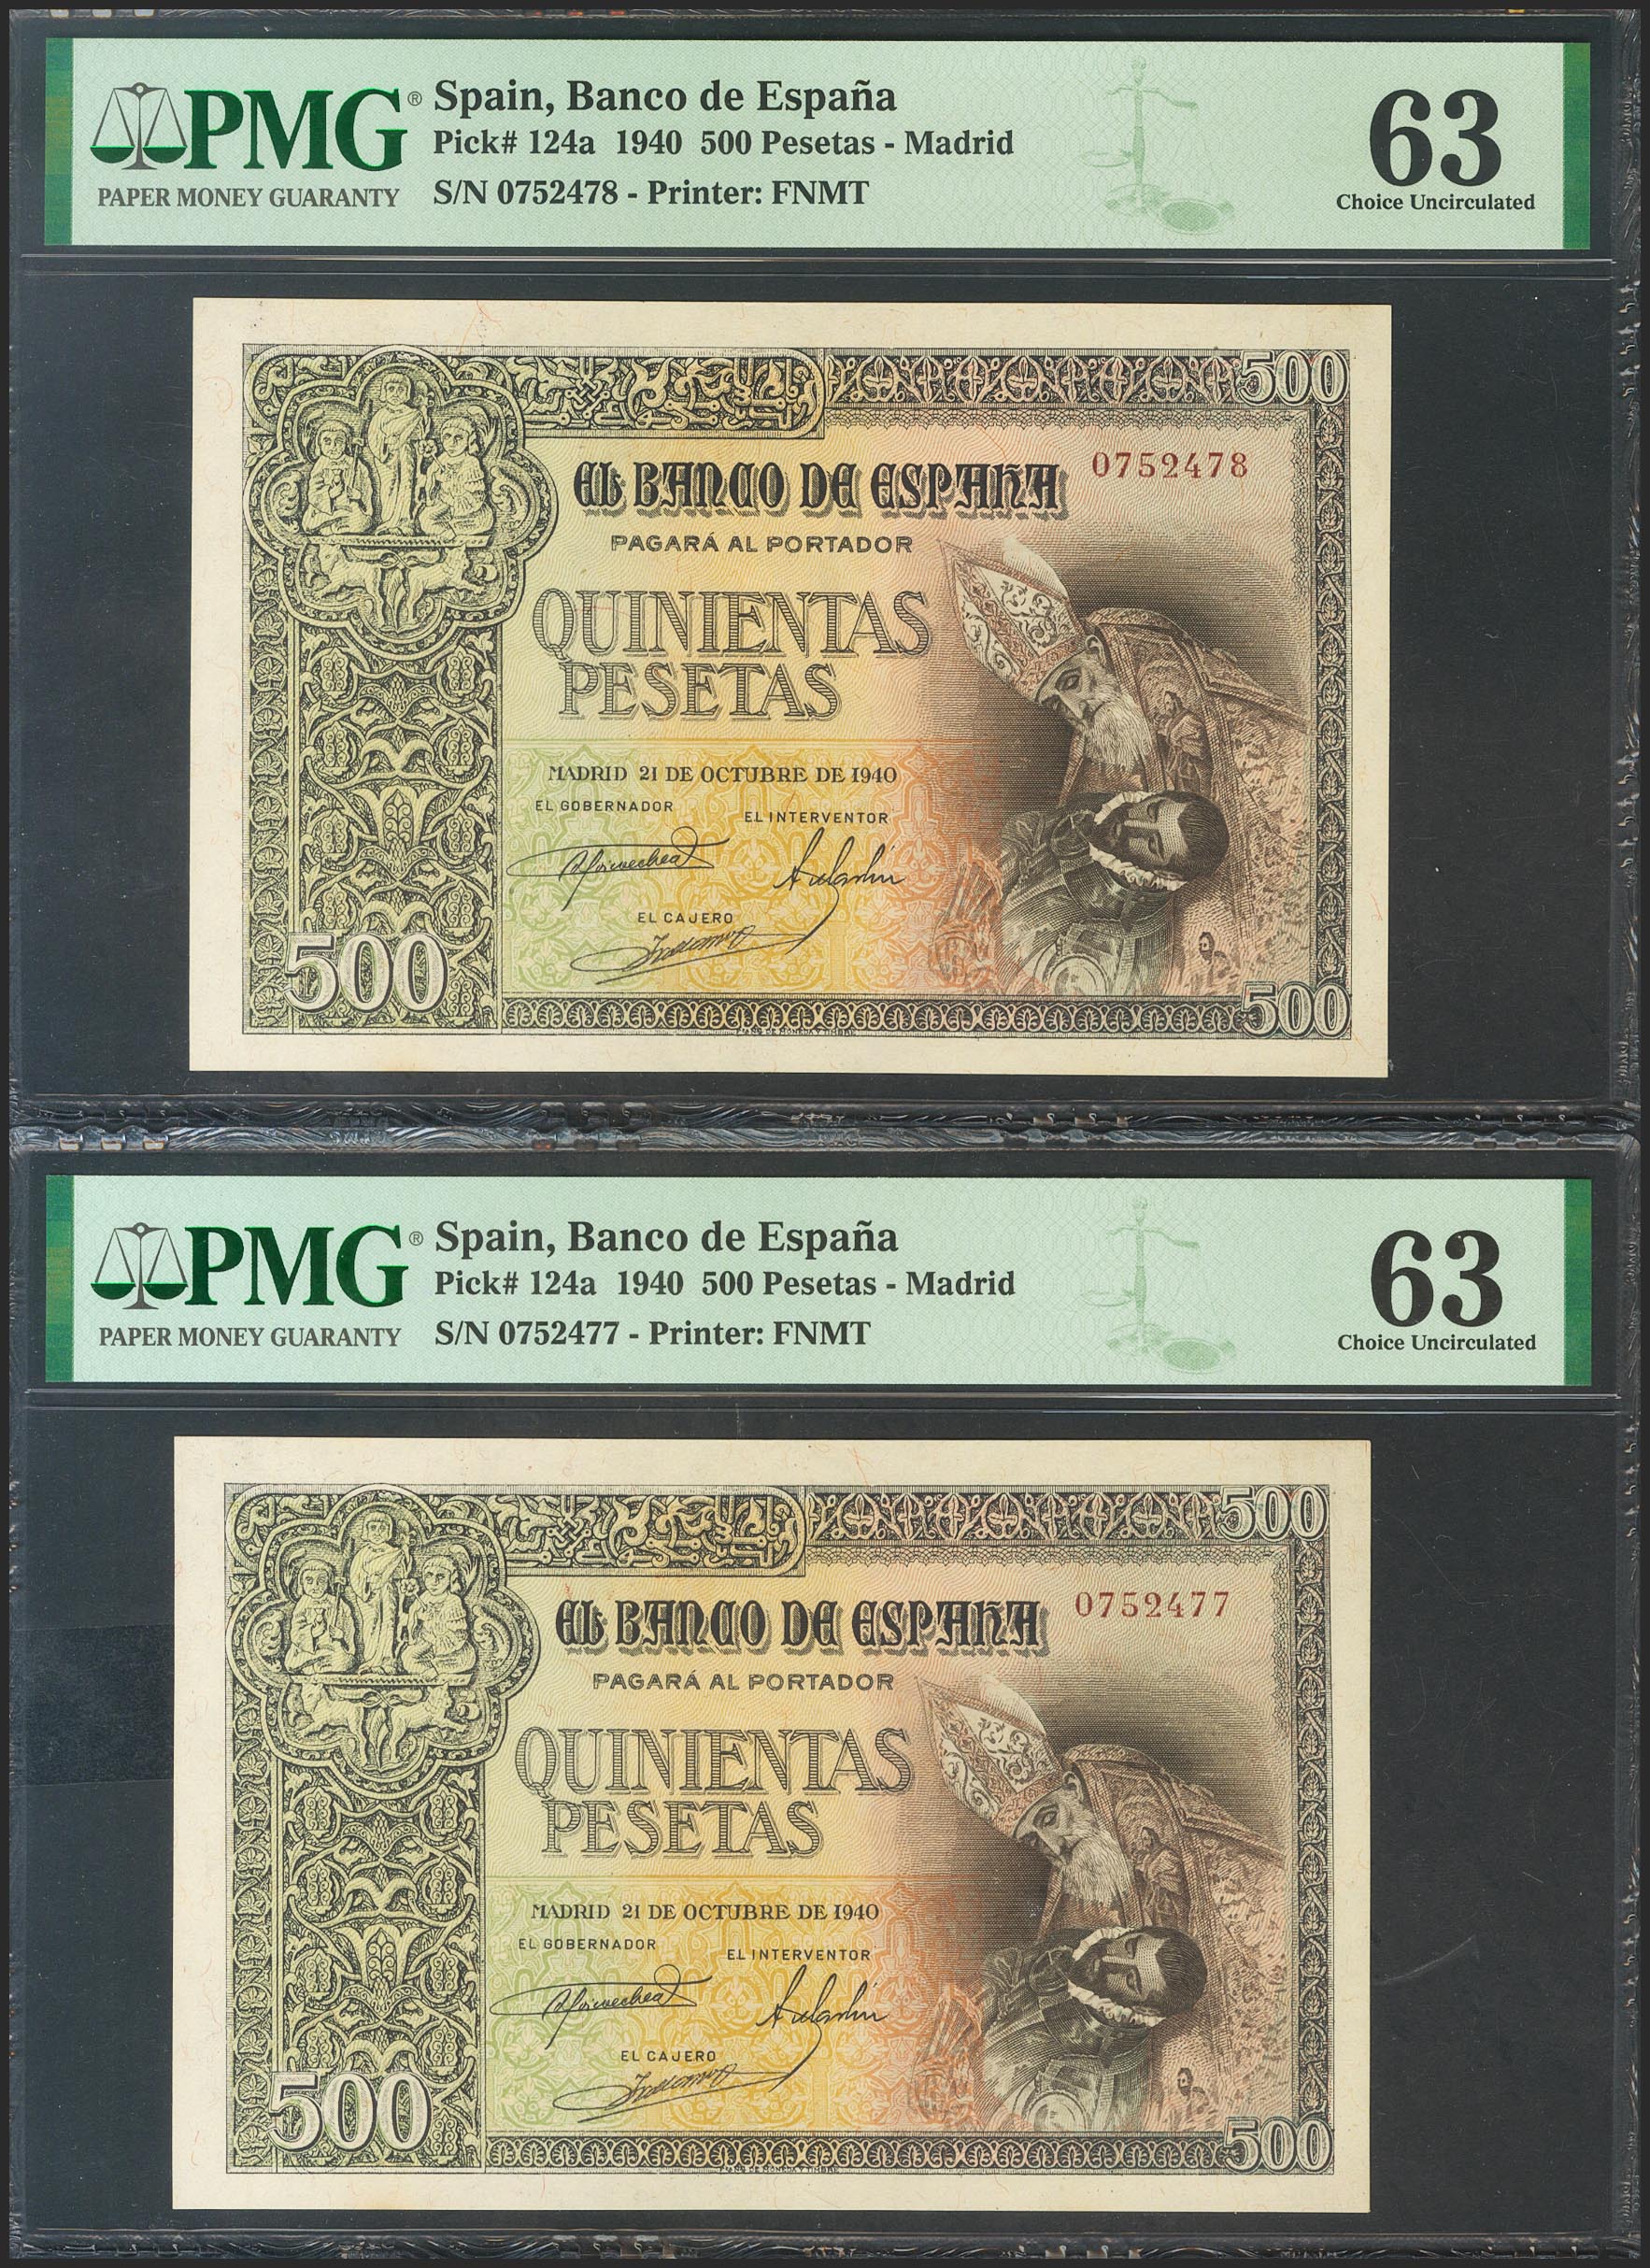 PMG®
PAPER MONEY GUARANTY
Spain, Banco de España
Pick# 124a 1940 500 Pesetas - Madrid
S/N 0752478 - Printer: FNMT
63
Choice Uncirculated
500
EL BANCO DE ESPAÑA
0752478
PAGARÁ AL PORTADOR
QUINIENTAS
PESETAS
MADRID 21 DE OCTUBRE DE 1940
EL GOBERNADOR
EL INTERVENTOR
EL CAJERO
500
500
PMG®
PAPER MONEY GUARANTY
Spain, Banco de España
Pick# 124a 1940 500 Pesetas - Madrid
S/N 0752477 - Printer: FNMT
63
Choice Uncirculated
500
EL BANCO DE ESPAÑA
0752477
PAGARÁ AL PORTADOR
QUINIENTAS
PESETAS
MADRID 21 DE OCTUBRE DE 1940
EL GOBERNADOR
EL INTERVENTOR
EL CAJERO
500
500